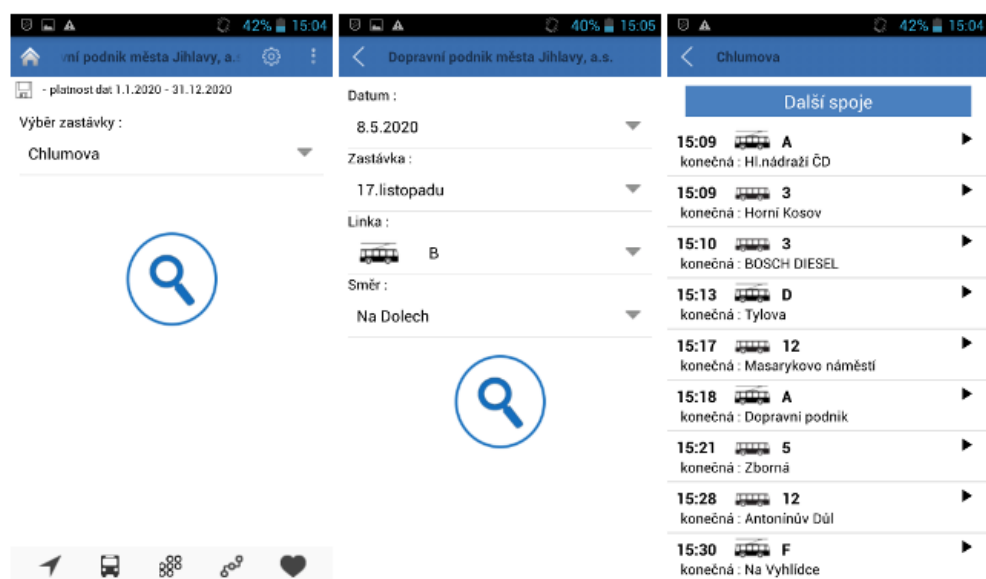 42% 15:04
vní podnik města Jihlavy, a.s
- platnost dat 1.1.2020 - 31.12.2020
Výběr zastávky :
Chlumova
40% 15:05
Dopravní podnik města Jihlavy, a.s.
Datum :
8.5.2020
Zastávka :
17.listopadu
Linka :
B
Směr :
Na Dolech
42% 15:04
Chlumova
Další spoje
15:09 A
konečná : Hl.nádraží ČD
15:09 3
konečná : Horní Kosov
15:10 3
konečná : BOSCH DIESEL
15:13 D
konečná : Tylova
15:17 12
konečná : Masarykovo náměstí
15:18 A
konečná : Dopravní podnik
15:21 5
konečná : Zborná
15:28 12
konečná : Antonínův Důl
15:30 F
konečná : Na Vyhlídce